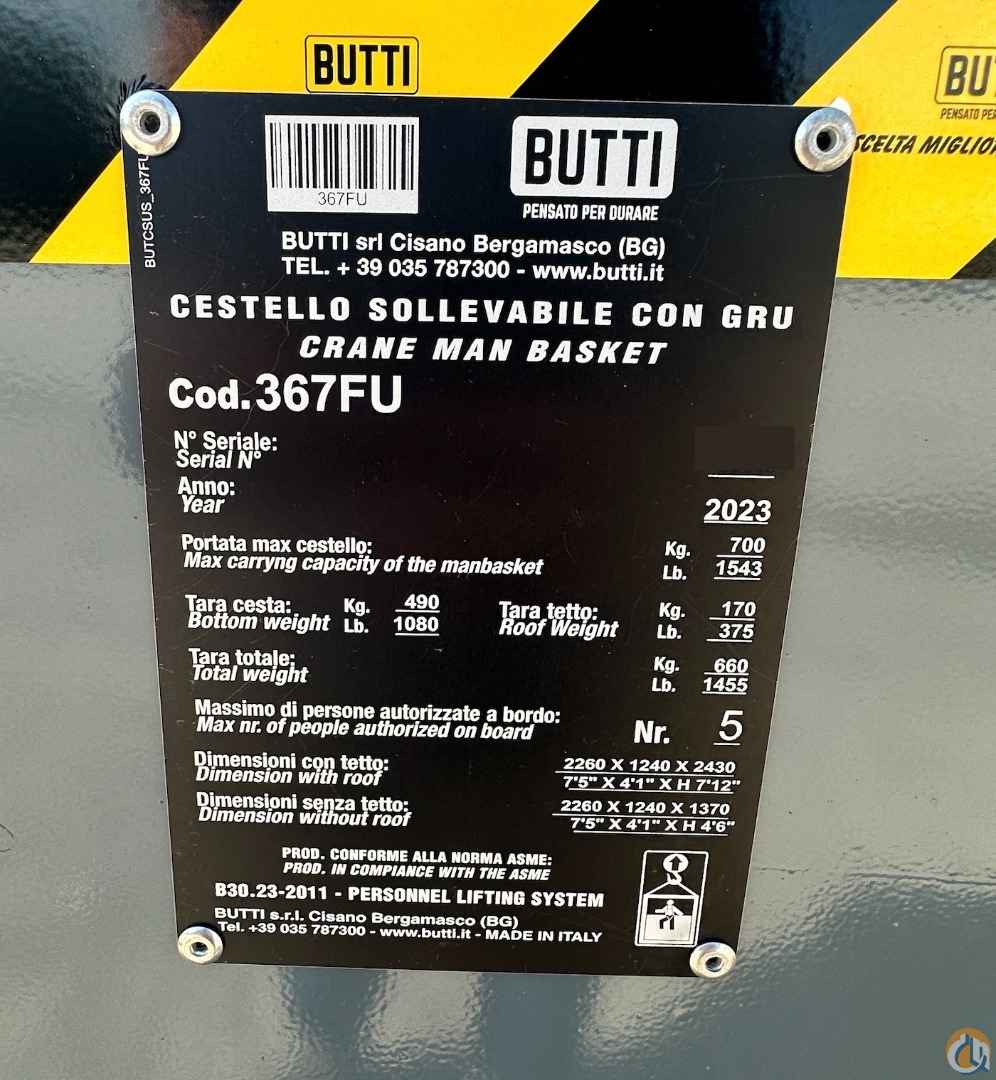 BUTTI
BU
PENSATO PE
SCELTA MIGLIO
BUTCSUS_367FU
367FU
BUTTI
PENSATO PER DURARE
BUTTI srl Cisano Bergamasco (BG)
TEL. + 39 035 787300 - www.butti.it
CESTELLO SOLLEVABILE CON GRU
CRANE MAN BASKET
Cod.367FU
N° Seriale:
Serial N°
Anno:
Year 2023
Portata max cestello: Kg. 700
Max carryng capacity of the manbasket Lb. 1543
Tara cesta: Kg. 490 Tara tetto: Kg. 170
Bottom weight Lb. 1080 Roof Weight Lb. 375
Tara totale: Kg. 660
Total weight Lb. 1455
Massimo di persone autorizzate a bordo:
Max nr. of people authorized on board Nr. 5
Dimensioni con tetto: 2260 X 1240 X 2430
Dimension with roof 7'5" X 4'1" X H 7'12"
Dimensioni senza tetto: 2260 X 1240 X 1370
Dimension without roof 7'5" X 4'1" X H 4'6"
PROD. CONFORME ALLA NORMA ASME:
PROD. IN COMPLIANCE WITH THE ASME
B30.23-2011 - PERSONNEL LIFTING SYSTEM
BUTTI s.r.l. Cisano Bergamasco (BG)
Tel. +39 035 787300 - www.butti.it - MADE IN ITALY